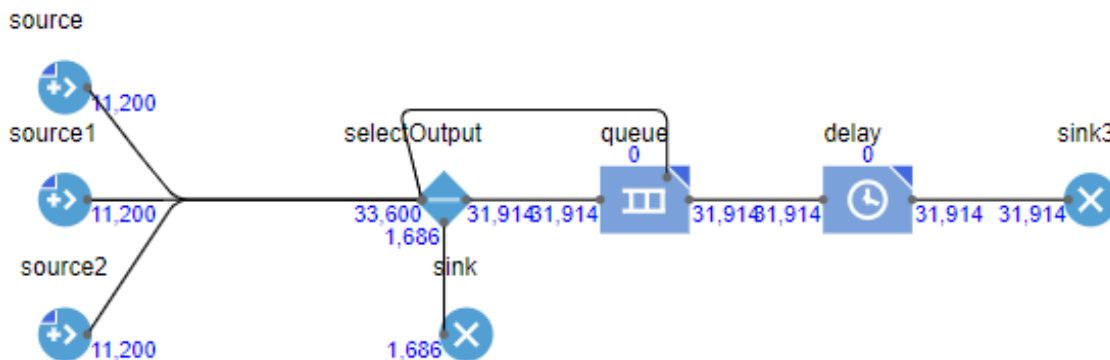 source
11,200
source1
selectOutput
queue
delay
sink3
0
0
11,200
33,600
31,914
31,914
31,914
31,914
31,914
31,914
1,686
source2
sink
11,200
1,686